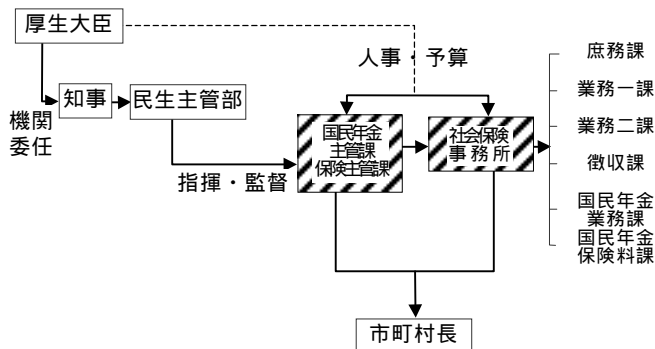 厚生大臣
人事・予算
庶務課
知事
民生主管部
業務一課
機関
委任
国民年金
主管課
保険主管課
社会保険
事務所
業務二課
指揮・監督
徴収課
国民年金
業務課
国民年金
保険料課
市町村長